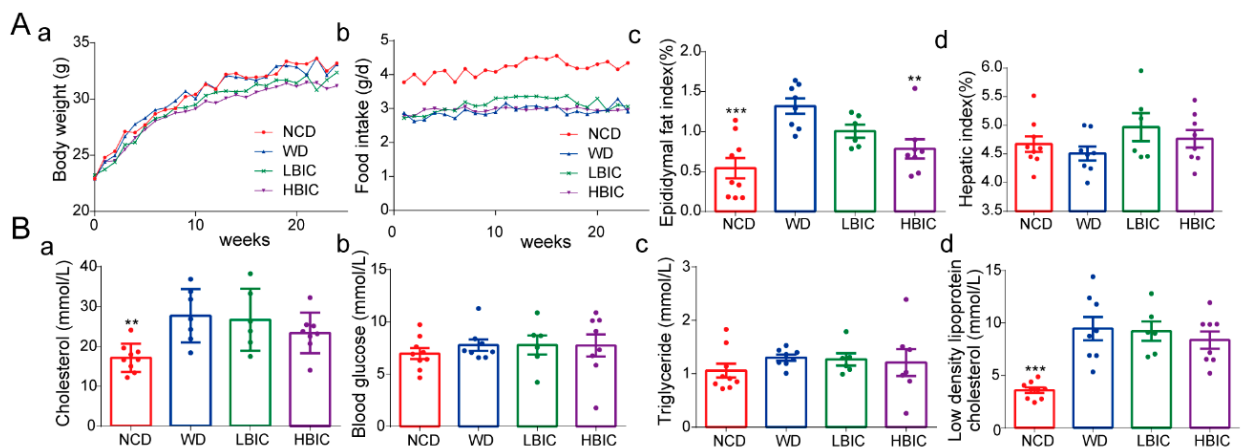 A
a
Body weight (g)
35
30
25
20
0
10
20
weeks
NCD
WD
LBIC
HBIC
b
Food intake (g/d)
5
4
3
2
1
0
0
10
20
weeks
NCD
WD
LBIC
HBIC
c
Epididymal fat index(%)
2.0
1.5
1.0
0.5
0.0
***
**
NCD
WD
LBIC
HBIC
d
Hepatic index(%)
6.5
6.0
5.5
5.0
4.5
4.0
3.5
NCD
WD
LBIC
HBIC
B
a
Cholesterol (mmol/L)
40
30
20
10
0
**
NCD
WD
LBIC
HBIC
b
Blood glucose (mmol/L)
15
10
5
0
NCD
WD
LBIC
HBIC
c
Triglyceride (mmol/L)
3
2
1
0
NCD
WD
LBIC
HBIC
d
Low density lipoprotein
cholesterol (mmol/L)
15
10
5
0
***
NCD
WD
LBIC
HBIC